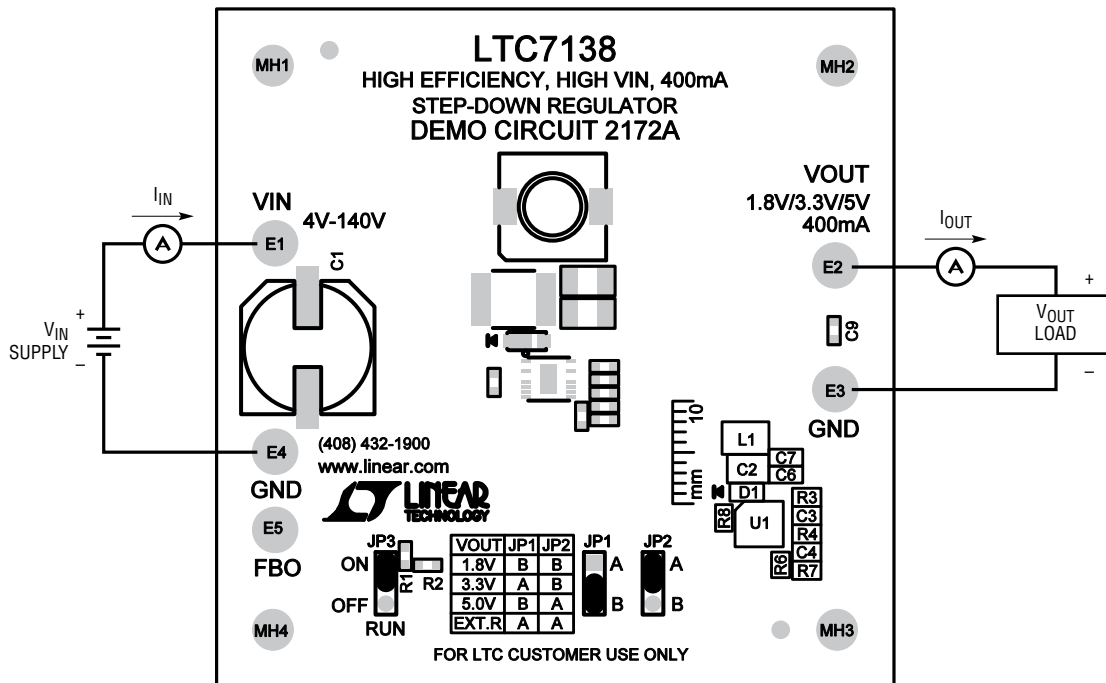 LTC7138
HIGH EFFICIENCY, HIGH VIN, 400mA
STEP-DOWN REGULATOR
DEMO CIRCUIT 2172A
MH1
MH2
IIN
A
VIN
4V-140V
E1
C1
VIN
SUPPLY
+
–
VOUT
1.8V/3.3V/5V
400mA
IOUT
A
E2
C9
+
VOUT
LOAD
–
E3
GND
E4
GND
(408) 432-1900
www.linear.com
LINEAR
TECHNOLOGY
E5
FBO
10
mm
L1
C2
C7
C6
D1
R8
U1
R3
C3
R4
C4
R7
R6
JP3
ON
OFF
RUN
R1
R2
VOUT JP1 JP2
1.8V B B
3.3V A B
5.0V B A
EXT.R A A
JP1
A
B
JP2
A
B
MH4
MH3
FOR LTC CUSTOMER USE ONLY